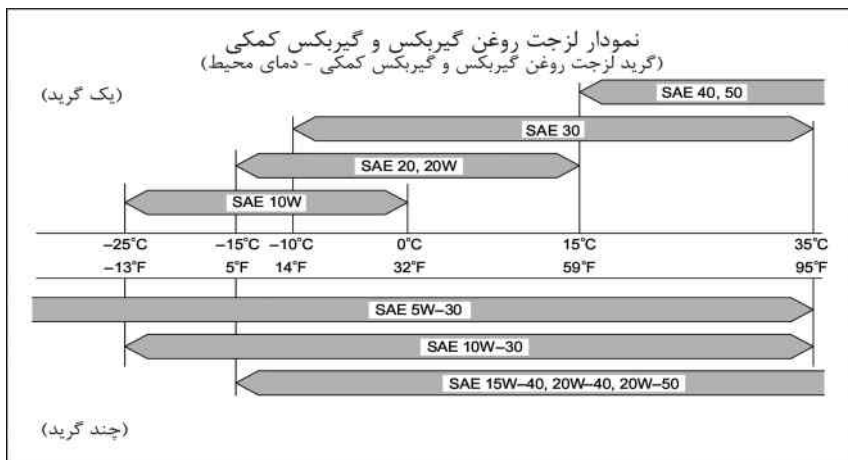 نمودار لزجت روغن گیربکس و گیربکس کمکی
(گرید لزجت روغن گیربکس و گیربکس کمکی - دمای محیط)
(یک گرید)
SAE 40, 50
SAE 30
SAE 20, 20W
SAE 10W
–25°C –15°C –10°C 0°C 15°C 35°C
–13°F 5°F 14°F 32°F 59°F 95°F
SAE 5W–30
SAE 10W–30
SAE 15W–40, 20W–40, 20W–50
(چند گرید)